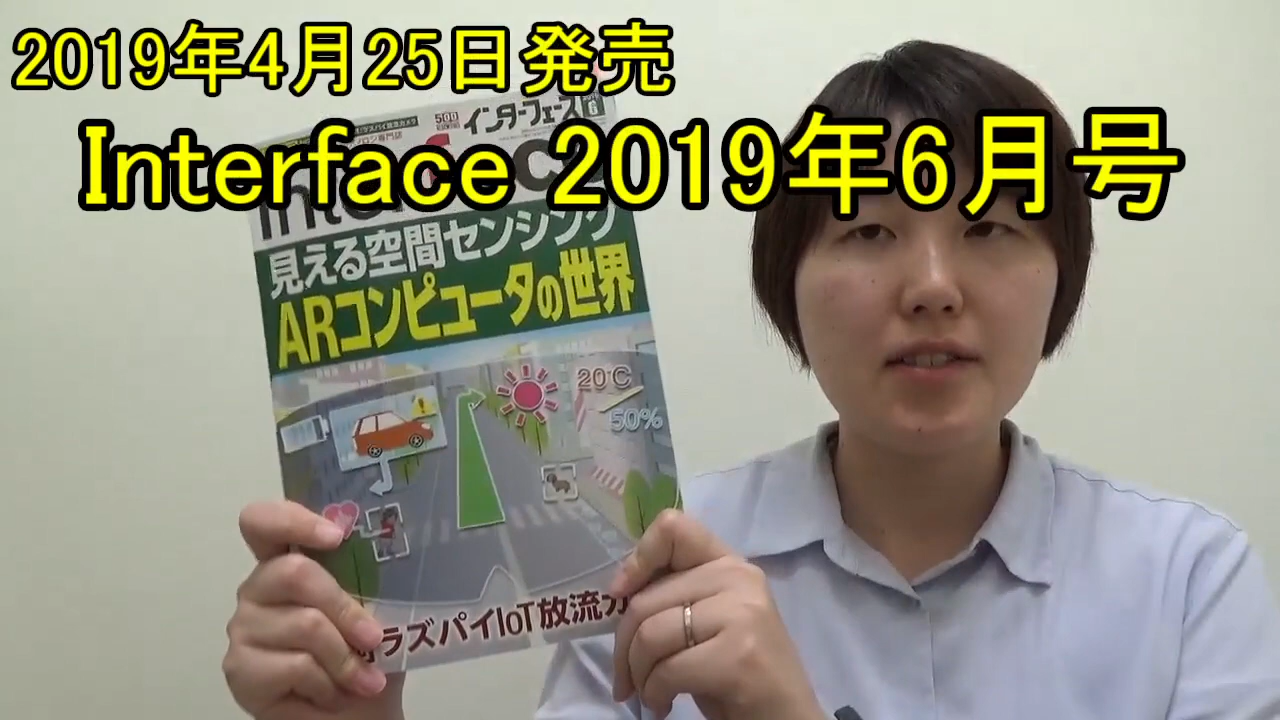 2019年4月25日発売
Interface 2019年6月号
インターフェース
6
500
見える空間センシング
ARコンピュータの世界
20℃
50%
ラズパイIoT放流